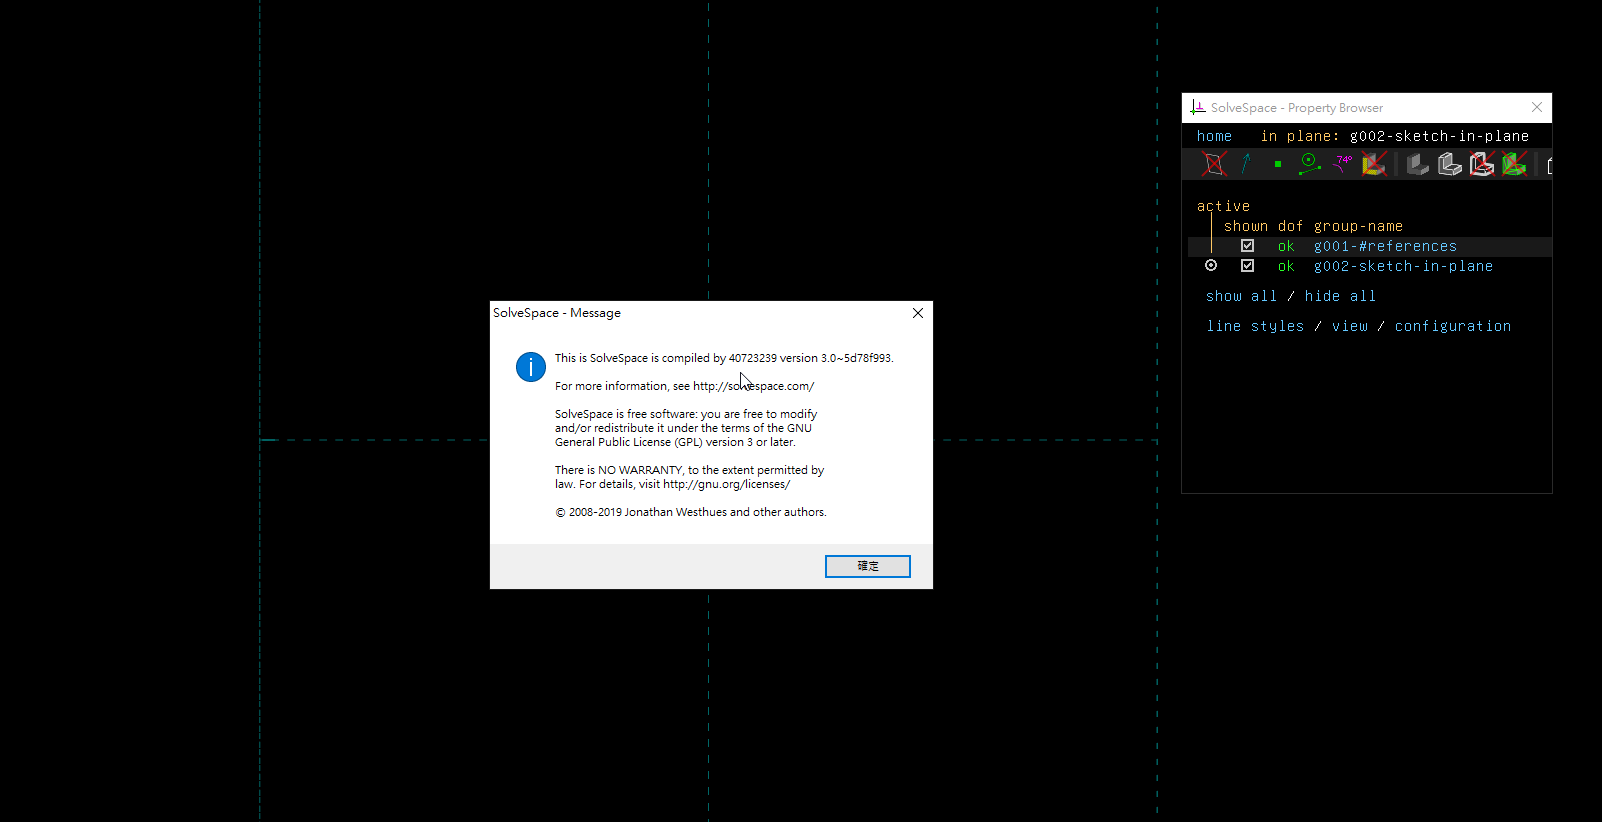 SolveSpace - Property Browser
home in plane: g002-sketch-in-plane
74°
active
shown dof group-name
ok g001-#references
ok g002-sketch-in-plane
show all / hide all
line styles / view / configuration
SolveSpace - Message
This is SolveSpace is compiled by 40723239 version 3.0~5d78f993.
For more information, see http://solvespace.com/
SolveSpace is free software: you are free to modify
and/or redistribute it under the terms of the GNU
General Public License (GPL) version 3 or later.
There is NO WARRANTY, to the extent permitted by
law. For details, visit http://gnu.org/licenses/
© 2008-2019 Jonathan Westhues and other authors.
確定